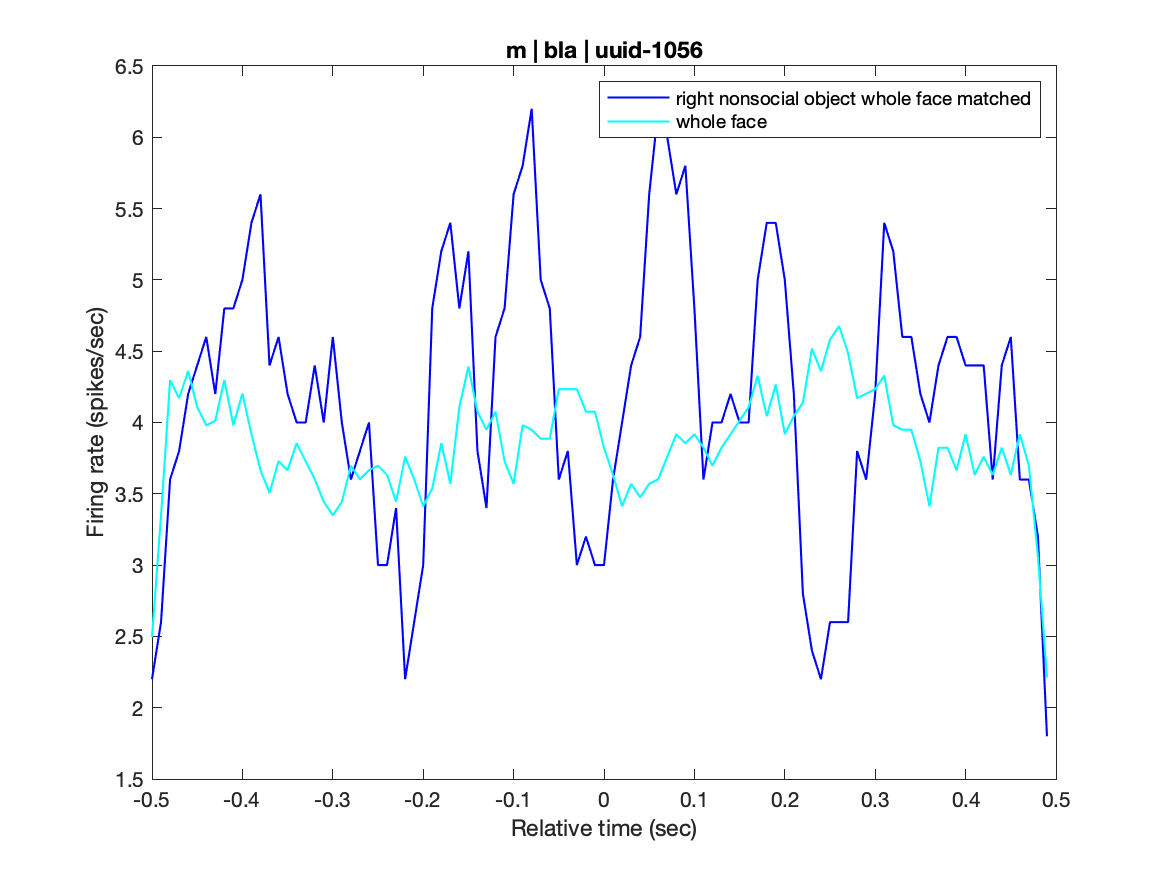 m | bla | uuid-1056
right nonsocial object whole face matched
whole face
6.5
6
5.5
5
4.5
4
3.5
3
2.5
2
1.5
Firing rate (spikes/sec)
-0.5 -0.4 -0.3 -0.2 -0.1 0 0.1 0.2 0.3 0.4 0.5
Relative time (sec)